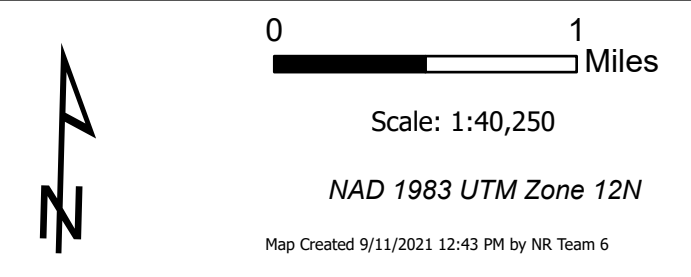 0 1
Miles
Scale: 1:40,250
N
NAD 1983 UTM Zone 12N
Map Created 9/11/2021 12:43 PM by NR Team 6